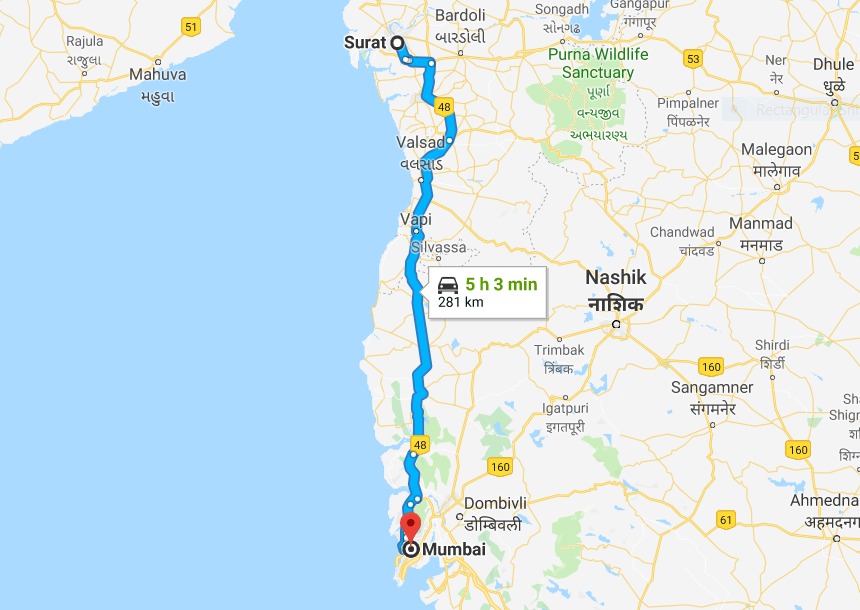 Songadh
સોનગઢ
Gangapur
गंगापूर
Bardoli
બારડોલી
51
Surat
Rajula
રાજુલા
Mahuva
મહુવા
Purna Wildlife
Sanctuary
પૂર્ણા
વન્યજીવ
અભયારણ્ય
53
Ner
नेर
Dhule
धुळे
48
Pimpalner
पिंपळनेर
Valsad
વલસાડ
Malegaon
मालेगाव
Vapi
Silvassa
Chandwad
चांदवड
Manmad
मनमाड
5 h 3 min
281 km
Nashik
नाशिक
Trimbak
त्रिंबक
Shirdi
शिर्डी
160
Sangamner
संगमनेर
Igatpuri
इगतपूरी
48
160
160
Dombivli
डोम्बिवली
61
Ahmedna
अहमदनग
Mumbai